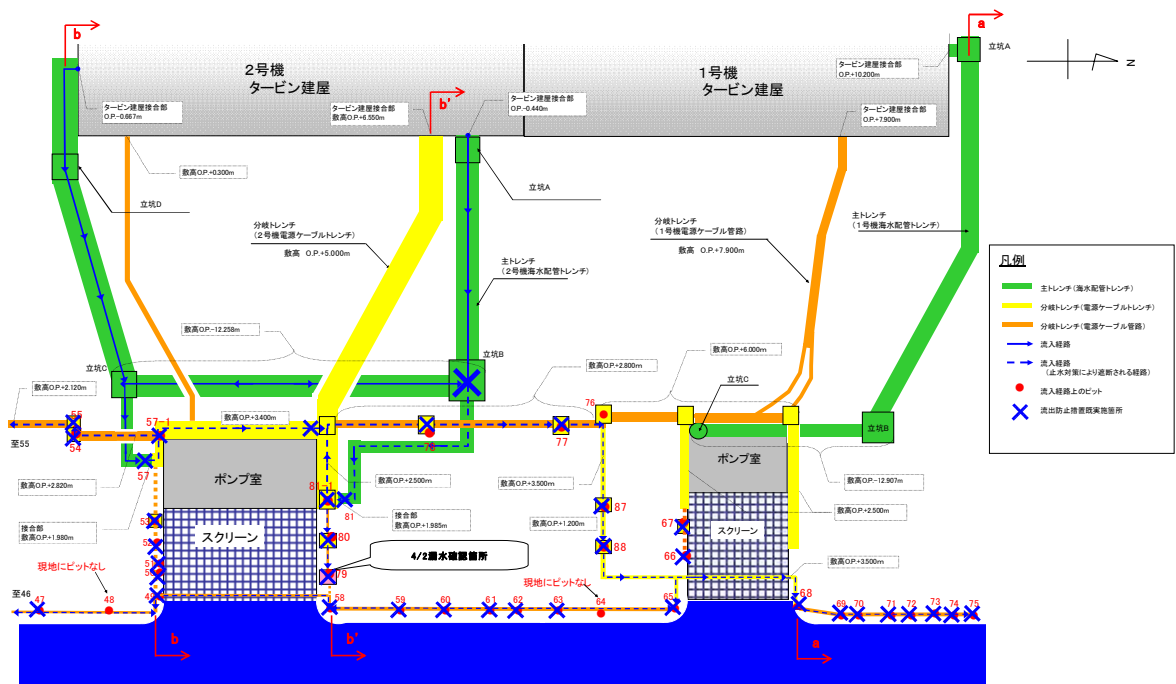 b
a
立坑A
N
2号機
タービン建屋
1号機
タービン建屋
タービン建屋接合部
O.P.+10.200m
タービン建屋接合部
O.P.-0.667m
タービン建屋接合部
敷高O.P.+6.550m
b'
タービン建屋接合部
O.P.-0.440m
タービン建屋接合部
O.P.+7.900m
敷高O.P.+0.300m
立坑D
立坑A
分岐トレンチ
(2号機電源ケーブルトレンチ)
敷高 O.P.+5.000m
分岐トレンチ
(1号機電源ケーブル管路)
敷高 O.P.+7.900m
主トレンチ
(1号機海水配管トレンチ)
主トレンチ
(2号機海水配管トレンチ)
凡例
主トレンチ(海水配管トレンチ)
分岐トレンチ(電源ケーブルトレンチ)
分岐トレンチ(電源ケーブル管路)
流入経路
流入経路
(止水対策により遮断される経路)
流入経路上のピット
流出防止措置既実施箇所
敷高O.P.-12.258m
敷高O.P.+2.800m
敷高O.P.+6.000m
立坑C
立坑B
立坑C
立坑B
敷高O.P.+2.120m
敷高O.P.+3.400m
55
54
57-1
76
77
至55
ポンプ室
ポンプ室
57
敷高O.P.+2.820m
敷高O.P.+2.500m
敷高O.P.+3.500m
敷高O.P.-12.907m
81
81
接合部
敷高O.P.+1.980m
接合部
敷高O.P.+1.985m
87
敷高O.P.+1.200m
88
67
66
敷高O.P.+2.500m
敷高O.P.+3.500m
53
52
51
スクリーン
スクリーン
80
79
4/2漏水確認箇所
現地にピットなし
現地にピットなし
至46
47
48
49
58
59
60
61
62
63
64
65
68
69
70
71
72
73
74
75
b
b'
a